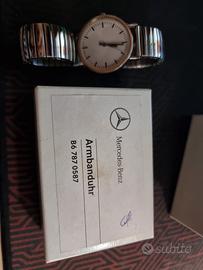 Mercedes-Benz
Armbanduhr
B6 787 0587
subito